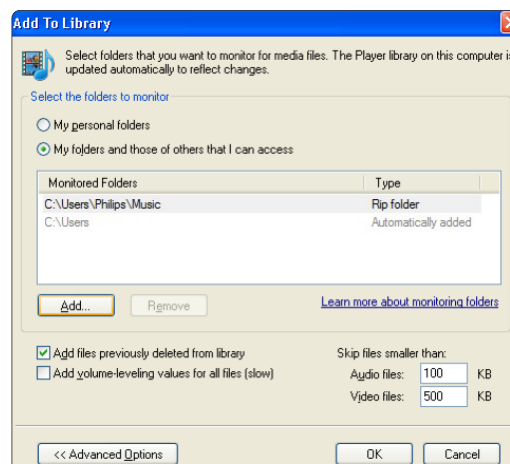 Add To Library
Select folders that you want to monitor for media files. The Player library on this computer is
updated automatically to reflect changes.
Select the folders to monitor
My personal folders
My folders and those of others that I can access
Monitored Folders Type
C:\Users\Philips\Music Rip folder
C:\Users Automatically added
Add... Remove Learn more about monitoring folders
Add files previously deleted from library Skip files smaller than:
Add volume-leveling values for all files (slow) Audio files: 100 KB
Video files: 500 KB
<< Advanced Options OK Cancel